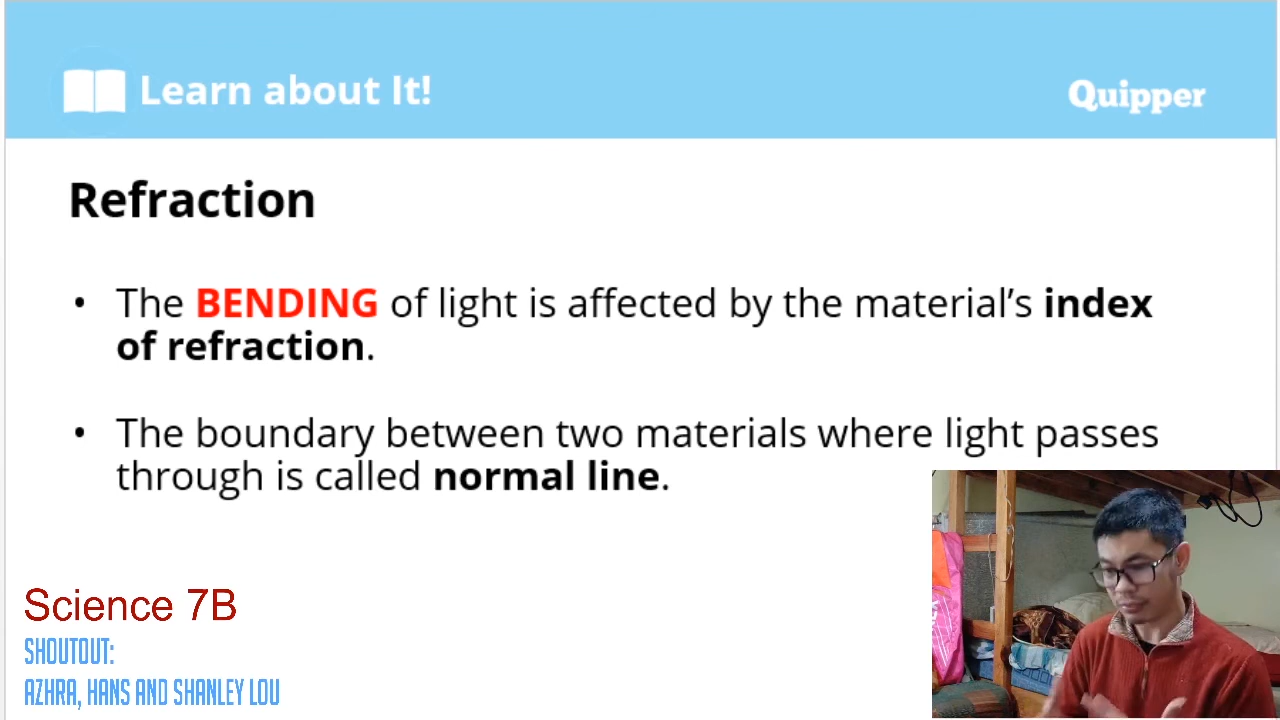 Learn about It!
Quipper
Refraction
• The BENDING of light is affected by the material’s index
of refraction.
• The boundary between two materials where light passes
through is called normal line.
Science 7B
SHOUTOUT:
AZHRA, HANS AND SHANLEY LOU